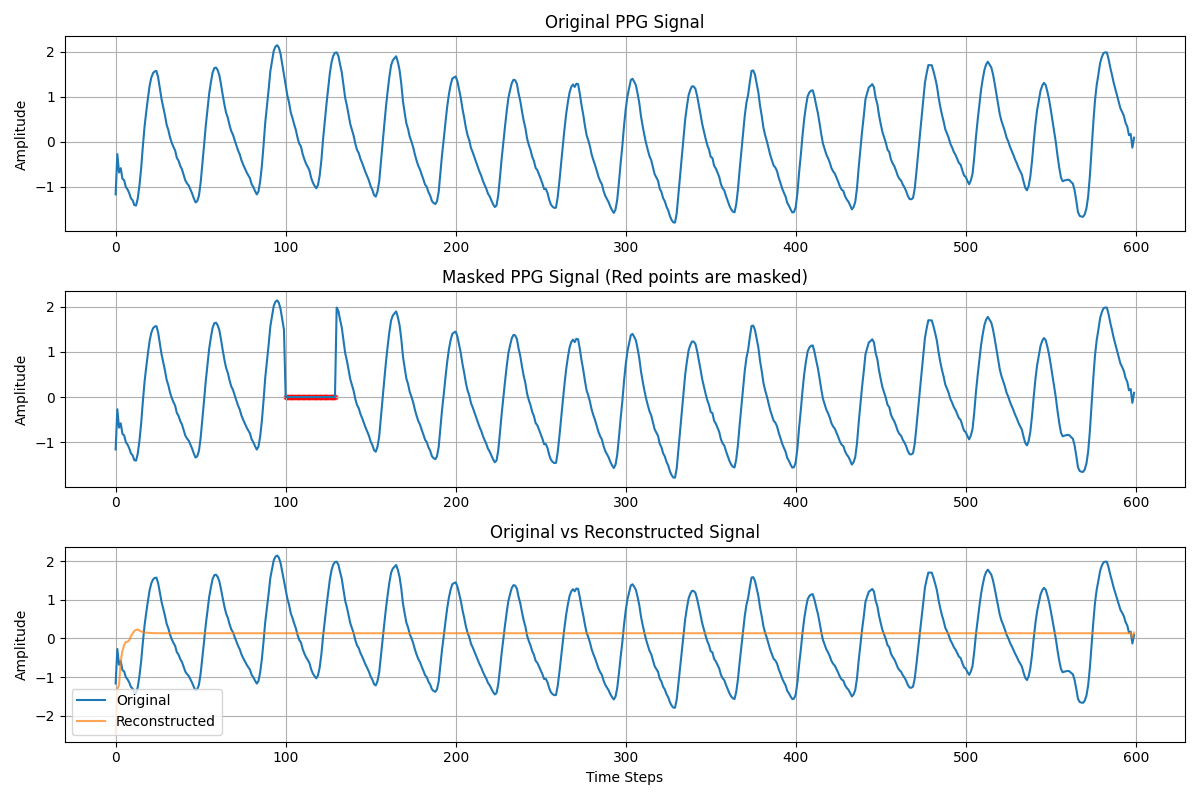 Original PPG Signal
Amplitude
2
1
0
−1
0 100 200 300 400 500 600
Masked PPG Signal (Red points are masked)
Amplitude
2
1
0
−1
0 100 200 300 400 500 600
Original vs Reconstructed Signal
Amplitude
2
1
0
−1
−2
Original
Reconstructed
0 100 200 300 400 500 600
Time Steps